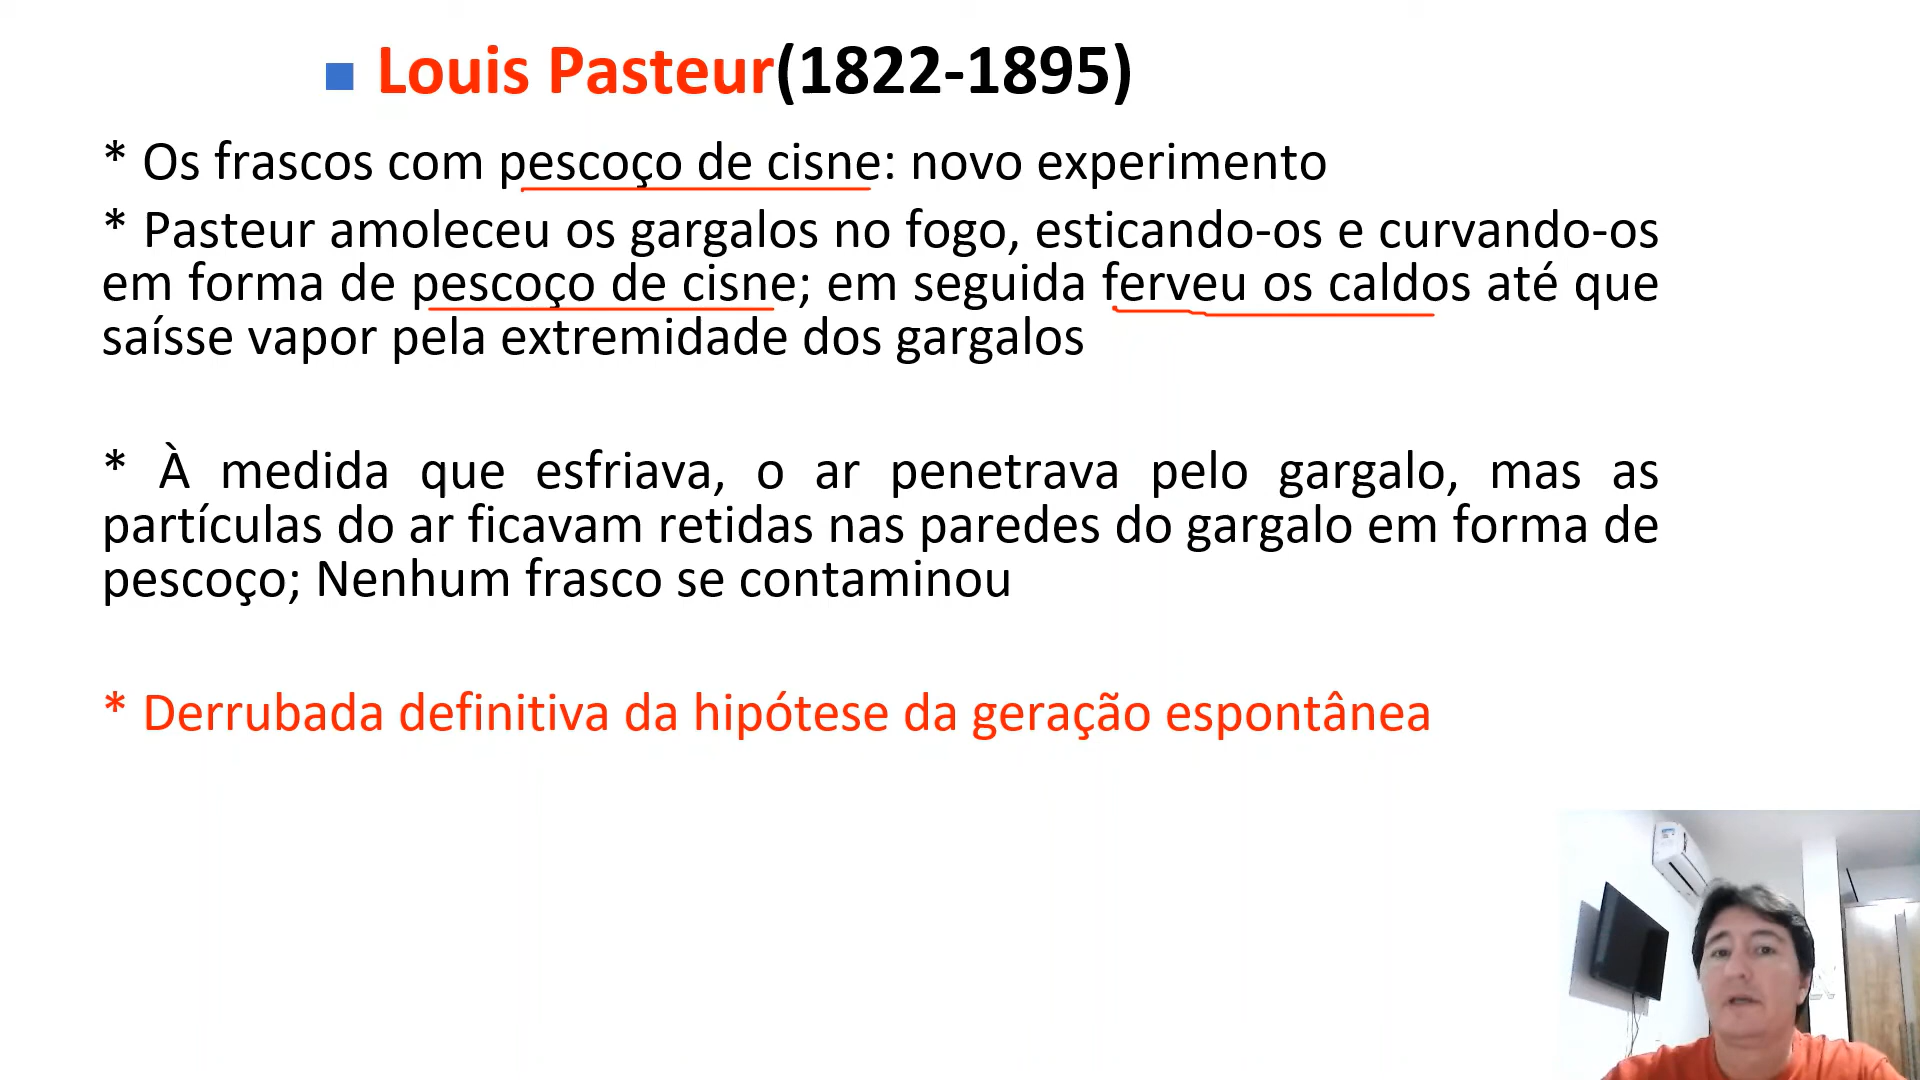 Louis Pasteur(1822-1895)
* Os frascos com pescoço de cisne: novo experimento
* Pasteur amoleceu os gargalos no fogo, esticando-os e curvando-os
em forma de pescoço de cisne; em seguida ferveu os caldos até que
saísse vapor pela extremidade dos gargalos
* À medida que esfriava, o ar penetrava pelo gargalo, mas as
partículas do ar ficavam retidas nas paredes do gargalo em forma de
pescoço; Nenhum frasco se contaminou
* Derrubada definitiva da hipótese da geração espontânea